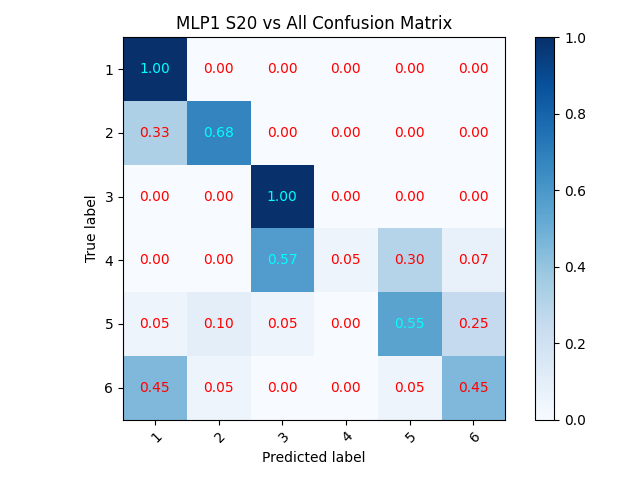 MLP1 S20 vs All Confusion Matrix
1 1.00 0.00 0.00 0.00 0.00 0.00
2 0.33 0.68 0.00 0.00 0.00 0.00
3 0.00 0.00 1.00 0.00 0.00 0.00
4 0.00 0.00 0.57 0.05 0.30 0.07
5 0.05 0.10 0.05 0.00 0.55 0.25
6 0.45 0.05 0.00 0.00 0.05 0.45
1 2 3 4 5 6
True label
Predicted label
1.0
0.8
0.6
0.4
0.2
0.0